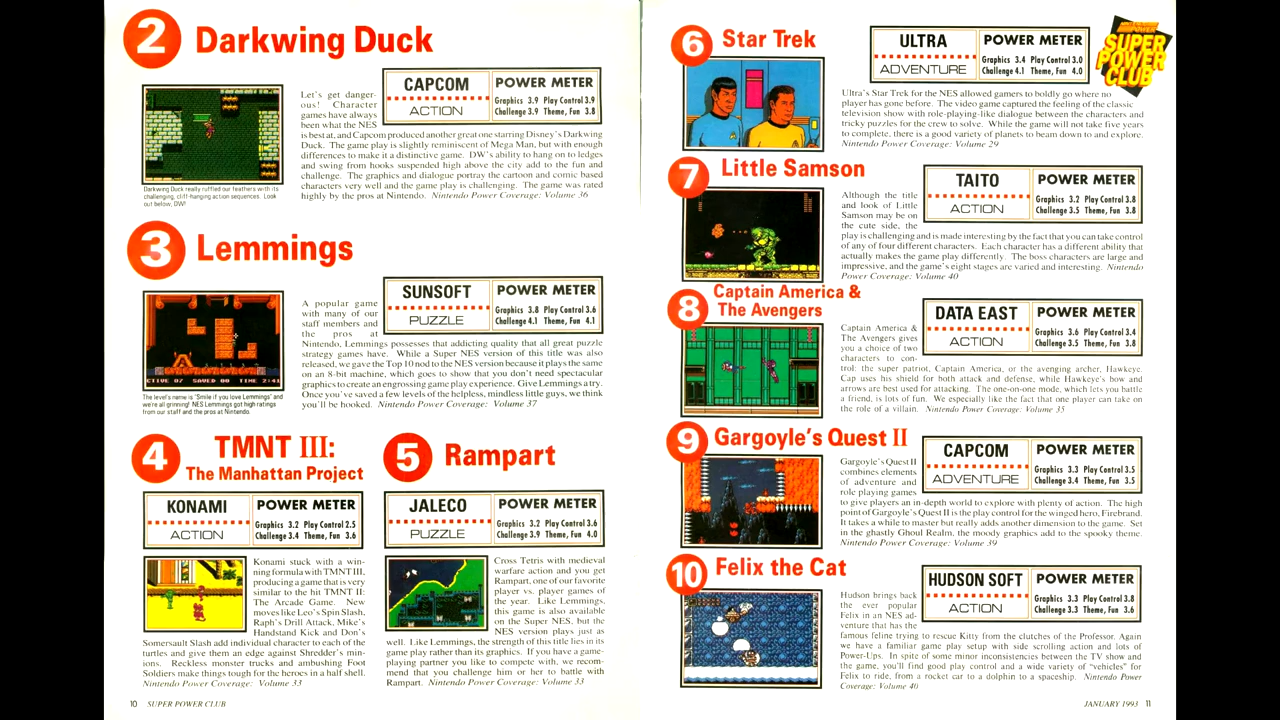 2 Darkwing Duck
CAPCOM
ACTION
POWER METER
Graphics 3.9 Play Control 3.9
Challenge 3.9 Theme, Fun 3.8
Let's get danger-
ous! Character
games have always
been what the NES
is best at, and Capcom produced another great one starring Disney's Darkwing
Duck. The game play is slightly reminiscent of Mega Man, but with enough
differences to make it a distinctive game. DW's ability to hang on to ledges
and swing from hooks suspended high above the city add to the fun and
challenge. The graphics and dialogue portray the cartoon and comic based
characters very well and the game play is challenging. The game was rated
highly by the pros at Nintendo. Nintendo Power Coverage: Volume 36
Darkwing Duck really ruffled our feathers with its
challenging, cliff-hanging action sequences. Look
out below, DW!
3 Lemmings
SUNSOFT
PUZZLE
POWER METER
Graphics 3.8 Play Control 3.6
Challenge 4.1 Theme, Fun 4.1
A popular game
with many of our
staff members and
the pros at
Nintendo, Lemmings possesses that addicting quality that all great puzzle
strategy games have. While a Super NES version of this title was also
released, we gave the Top 10 nod to the NES version because it plays the same
on an 8-bit machine, which goes to show that you don't need spectacular
graphics to create an engrossing game play experience. Give Lemmings a try.
Once you've saved a few levels of the helpless, mindless little guys, we think
you'll be hooked. Nintendo Power Coverage: Volume 37
CTIVE 07 SAVED 00 TIME 2:41
The level's name is "Smile if you love Lemmings" and
we're all grinning! NES Lemmings got high ratings
from our staff and the pros at Nintendo.
4 TMNT III:
The Manhattan Project
KONAMI
ACTION
POWER METER
Graphics 3.2 Play Control 2.5
Challenge 3.4 Theme, Fun 3.6
Konami stuck with a win-
ning formula with TMNT III,
producing a game that is very
similar to the hit TMNT II:
The Arcade Game. New
moves like Leo's Spin Slash,
Raph's Drill Attack, Mike's
Handstand Kick and Don's
Somersault Slash add individual character to each of the
turtles and give them an edge against Shredder's min-
ions. Reckless monster trucks and ambushing Foot
Soldiers make things tough for the heroes in a half shell.
Nintendo Power Coverage: Volume 33
5 Rampart
JALECO
PUZZLE
POWER METER
Graphics 3.2 Play Control 3.6
Challenge 3.9 Theme, Fun 4.0
Cross Tetris with medieval
warfare action and you get
Rampart, one of our favorite
player vs. player games of
the year. Like Lemmings,
this game is also available
on the Super NES, but the
NES version plays just as
well. Like Lemmings, the strength of this title lies in its
game play rather than its graphics. If you have a game-
playing partner you like to compete with, we recom-
mend that you challenge him or her to battle with
Rampart. Nintendo Power Coverage: Volume 33
10 SUPER POWER CLUB
6 Star Trek
ULTRA
ADVENTURE
POWER METER
Graphics 3.4 Play Control 3.0
Challenge 4.1 Theme, Fun 4.0
SUPER
POWER
CLUB
Ultra's Star Trek for the NES allowed gamers to boldly go where no
player has gone before. The video game captured the feeling of the classic
television show with role-playing-like dialogue between the characters and
tricky puzzles for the crew to solve. While the game will not take five years
to complete, there is a good variety of planets to beam down to and explore.
Nintendo Power Coverage: Volume 29
7 Little Samson
TAITO
ACTION
POWER METER
Graphics 3.2 Play Control 3.8
Challenge 3.5 Theme, Fun 3.8
Although the title
and look of Little
Samson may be on
the cute side, the
play is challenging and is made interesting by the fact that you can take control
of any of four different characters. Each character has a different ability that
actually makes the game play differently. The boss characters are large and
impressive, and the game's eight stages are varied and interesting. Nintendo
Power Coverage: Volume 40
8 Captain America &
The Avengers
DATA EAST
ACTION
POWER METER
Graphics 3.6 Play Control 3.4
Challenge 3.5 Theme, Fun 3.8
Captain America &
The Avengers gives
you a choice of two
characters to con-
trol: the super patriot, Captain America, or the avenging archer, Hawkeye.
Cap uses his shield for both attack and defense, while Hawkeye's bow and
arrows are best used for attacking. The one-on-one mode, which lets you battle
a friend, is lots of fun. We especially like the fact that one player can take on
the role of a villain. Nintendo Power Coverage: Volume 35
9 Gargoyle's Quest II
CAPCOM
ADVENTURE
POWER METER
Graphics 3.3 Play Control 3.5
Challenge 3.4 Theme, Fun 3.5
Gargoyle's Quest II
combines elements
of adventure and
role playing games
to give players an in-depth world to explore with plenty of action. The high
point of Gargoyle's Quest II is the play control for the winged hero, Firebrand.
It takes a while to master but really adds another dimension to the game. Set
in the ghastly Ghoul Realm, the moody graphics add to the spooky theme.
Nintendo Power Coverage: Volume 39
10 Felix the Cat
HUDSON SOFT
ACTION
POWER METER
Graphics 3.3 Play Control 3.8
Challenge 3.3 Theme, Fun 3.6
Hudson brings back
the ever popular
Felix in an NES ad-
venture that has the
famous feline trying to rescue Kitty from the clutches of the Professor. Again
we have a familiar game play setup with side scrolling action and lots of
Power-Ups. In spite of some minor inconsistencies between the TV show and
the game, you'll find good play control and a wide variety of "vehicles" for
Felix to ride, from a rocket car to a dolphin to a spaceship. Nintendo Power
Coverage: Volume 40
JANUARY 1993 11